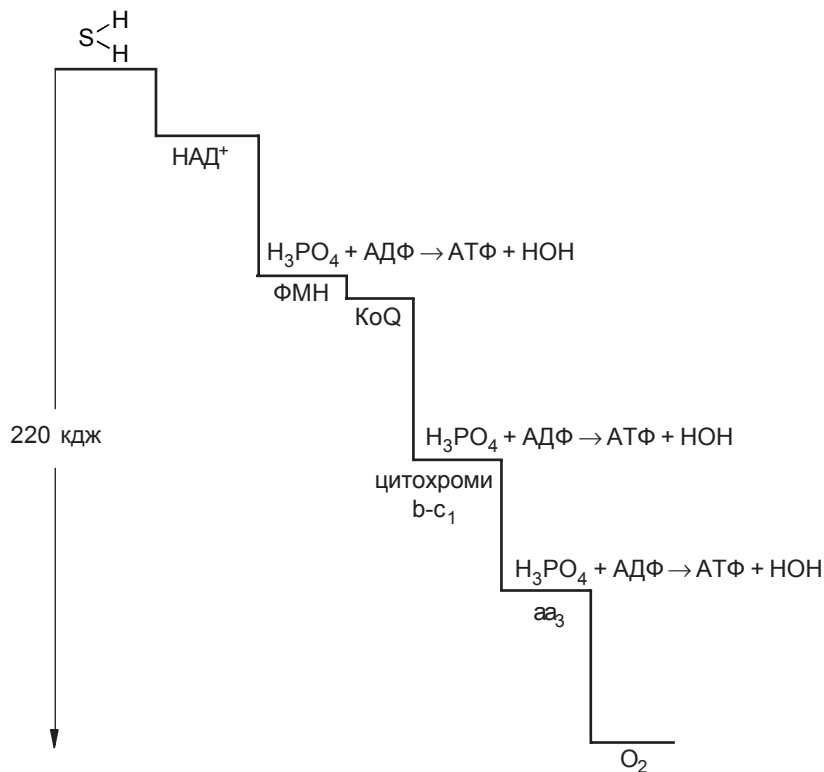 H
S
H
НАД⁺
H₃PO₄ + АДФ → АТФ + НОН
ФМН
КоQ
220 кдж
H₃PO₄ + АДФ → АТФ + НОН
цитохроми
b-c₁
H₃PO₄ + АДФ → АТФ + НОН
aa₃
O₂